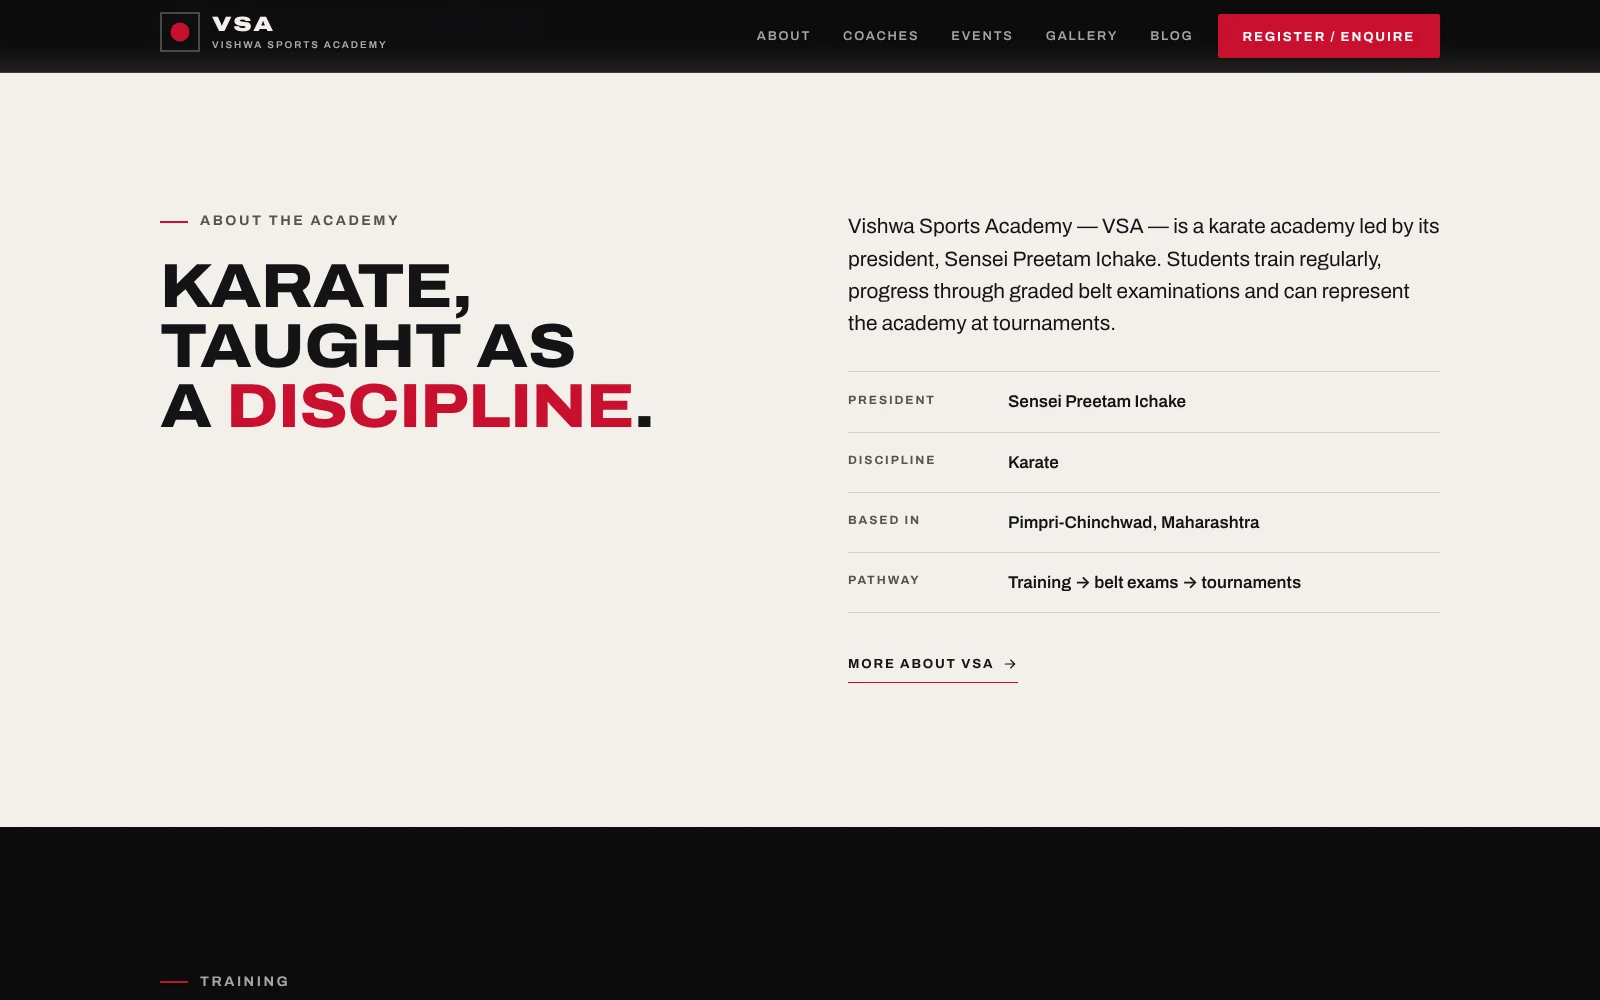 VSA
VISHWA SPORTS ACADEMY
ABOUT
COACHES
EVENTS
GALLERY
BLOG
REGISTER / ENQUIRE
ABOUT THE ACADEMY
KARATE,
TAUGHT AS
A DISCIPLINE.
Vishwa Sports Academy — VSA — is a karate academy led by its
president, Sensei Preetam Ichake. Students train regularly,
progress through graded belt examinations and can represent
the academy at tournaments.
PRESIDENT
Sensei Preetam Ichake
DISCIPLINE
Karate
BASED IN
Pimpri-Chinchwad, Maharashtra
PATHWAY
Training → belt exams → tournaments
MORE ABOUT VSA →
TRAINING